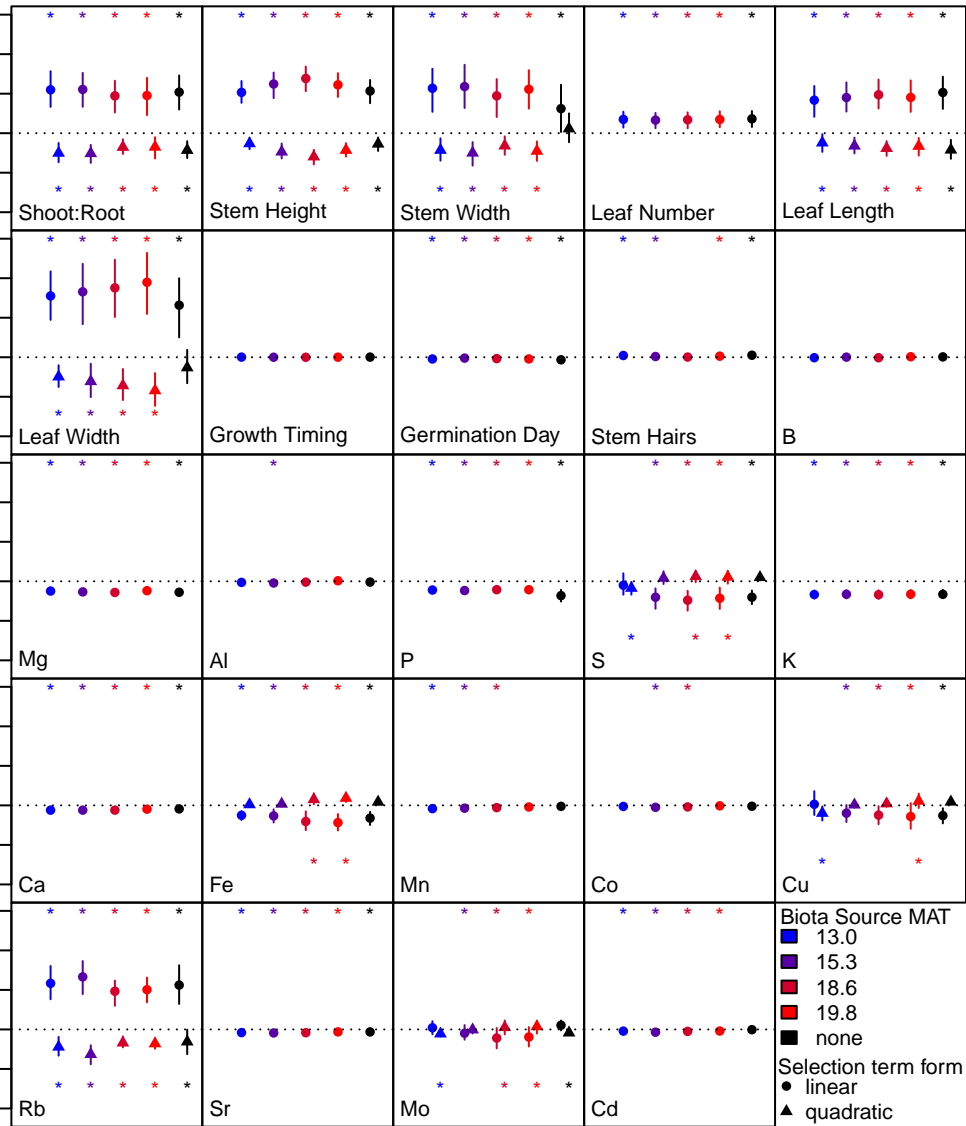 * * * * * * * * * * * * * * * * * * * * * * * * *
* * * * * * * * * * * * * * * * * * *
Shoot:Root Stem Height Stem Width Leaf Number Leaf Length
* * * * * * * * * * * * * *
* * * *
Leaf Width Growth Timing Germination Day Stem Hairs B
* * * * * * * * * * * * * * * * * * * *
* * *
Mg Al P S K
* * * * * * * * * * * * * * * * * * *
* * * *
Ca Fe Mn Co Cu
* * * * * * * * * * * * * * * * *
Biota Source MAT
13.0
15.3
18.6
19.8
none
Selection term form
linear
* * * * * * * * *
quadratic
Rb Sr Mo Cd